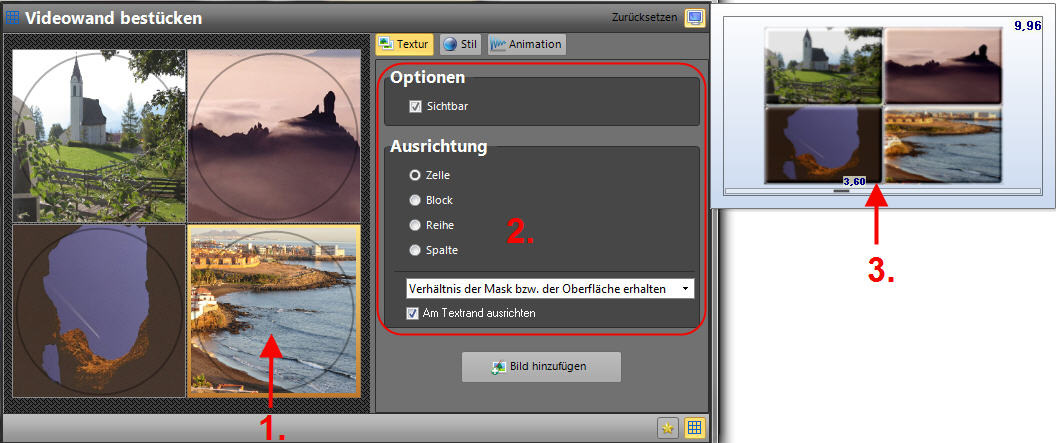 Videowand bestücken
Zurücksetzen
Textur
Stil
Animation
Optionen
Sichtbar
Ausrichtung
Zelle
Block
Reihe
Spalte
2.
Verhältnis der Mask bzw. der Oberfläche erhalten
Am Textrand ausrichten
Bild hinzufügen
1.
9,96
3,60
3.